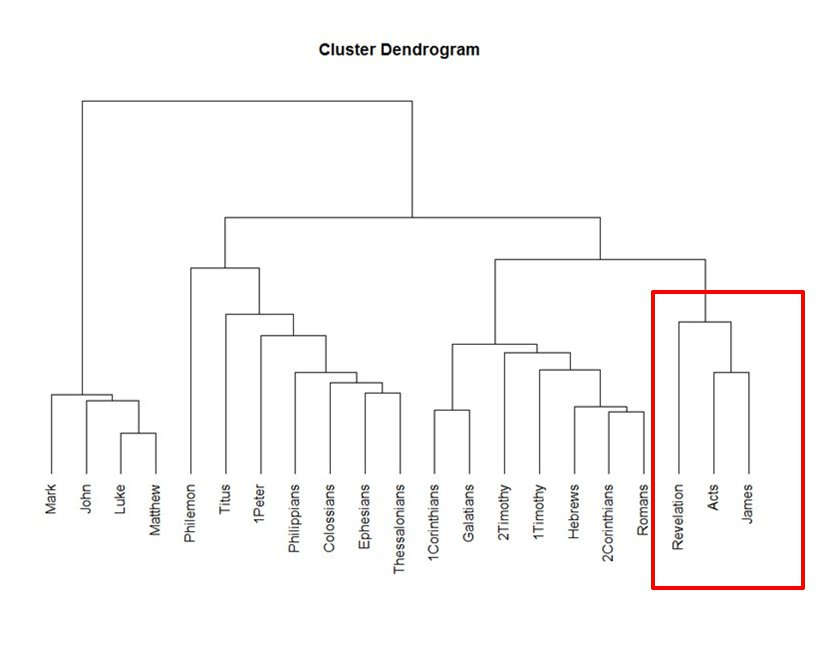 Cluster Dendrogram
Mark
John
Luke
Matthew
Philemon
Titus
1Peter
Philippians
Colossians
Ephesians
Thessalonians
1Corinthians
Galatians
2Timothy
1Timothy
Hebrews
2Corinthians
Romans
Revelation
Acts
James